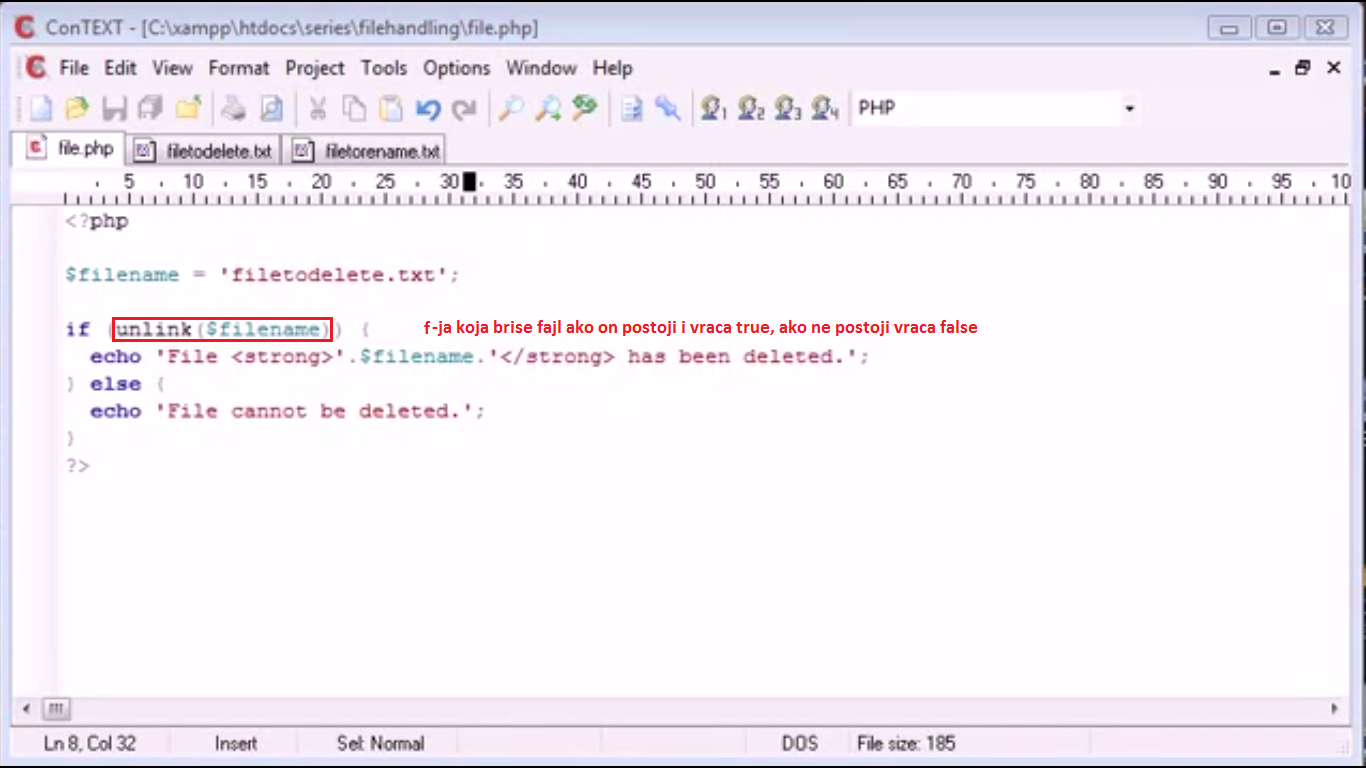 ConTEXT - [C:\xampp\htdocs\series\filehandling\file.php]
File Edit View Format Project Tools Options Window Help
1 2 3 4 PHP
file.php filetodelete.txt filetorename.txt
5 10 15 20 25 30 35 40 45 50 55 60 65 70 75 80 85 90 95 10
<?php
$filename = 'filetodelete.txt';
if (unlink($filename)) { f-ja koja brise fajl ako on postoji i vraca true, ako ne postoji vraca false
echo 'File <strong>'.$filename.'</strong> has been deleted.';
} else {
echo 'File cannot be deleted.';
}
?>
Ln 8, Col 32 Insert Sel: Normal DOS File size: 185